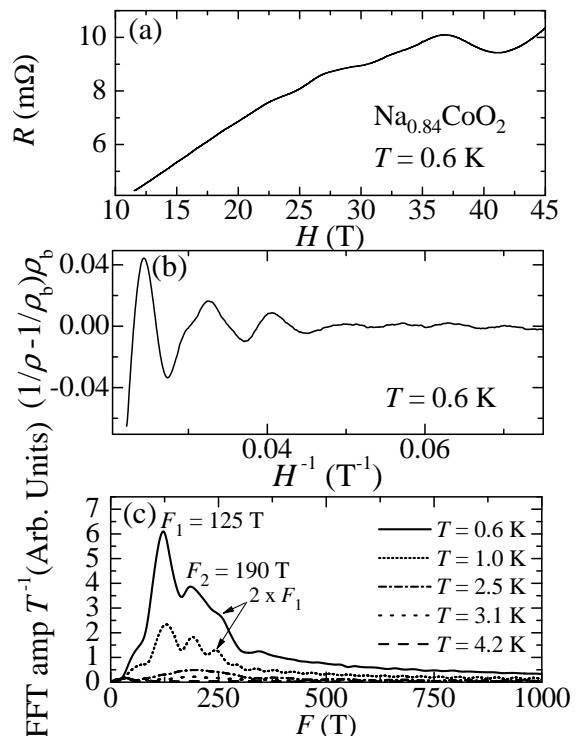 (a)
10
8
6
R (mΩ)
Na0.84CoO2
T = 0.6 K
10 15 20 25 30 35 40 45
H (T)
(b)
0.04
0.00
-0.04
(1/ρ -1/ρb)ρb
T = 0.6 K
0.04 0.06
H-1 (T-1)
(c)
7
6
5
4
3
2
1
0
FFT amp T-1(Arb. Units)
F1 = 125 T
F2 = 190 T
2 x F1
T = 0.6 K
T = 1.0 K
T = 2.5 K
T = 3.1 K
T = 4.2 K
0 250 500 750 1000
F (T)